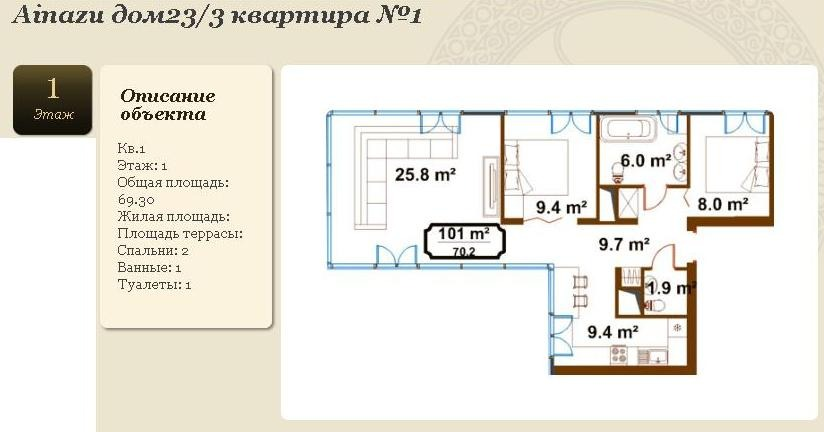 Ainazu дом23/3 квартира №1
1
Этаж
Описание
объекта
Кв.1
Этаж: 1
Общая площадь:
69.30
Жилая площадь:
Площадь террасы:
Спальни: 2
Ванные: 1
Туалеты: 1
25.8 m²
9.4 m²
6.0 m²
8.0 m²
101 m²
70.2
9.7 m²
1.9 m²
9.4 m²